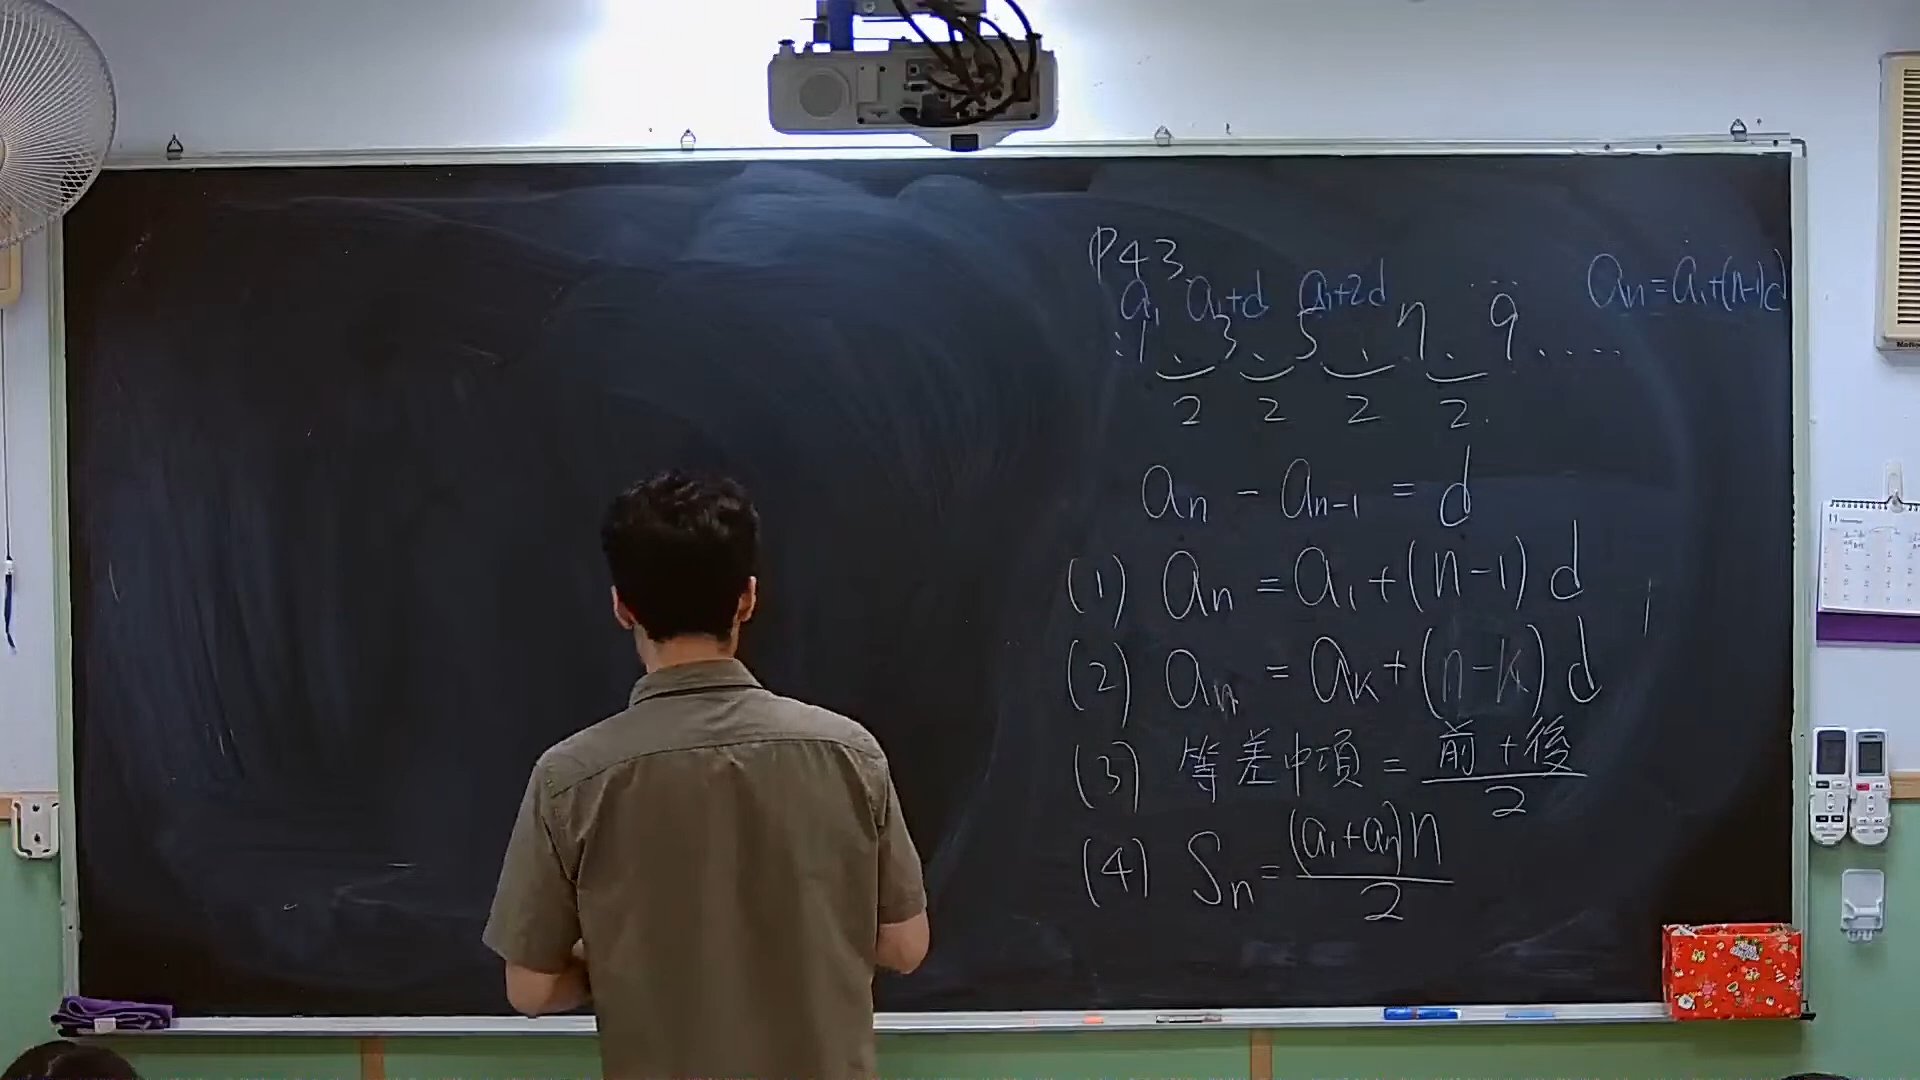 P43
a₁ a₁+d a₁+2d ... aₙ=a₁+(n-1)d
:1、3、5、7、9、....
2 2 2 2.
aₙ - aₙ₋₁ = d
(1) aₙ = a₁+(n-1)d
(2) aₙ = aₖ+(n-k)d
(3) 等差中項 = 前+後/2
(4) Sₙ = (a₁+aₙ)n/2
11